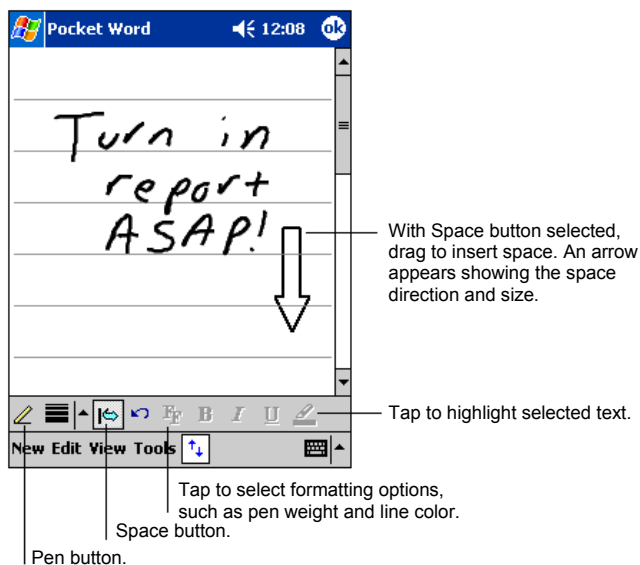 Pocket Word 12:08 ok
Turn in
report
ASAP!
With Space button selected,
drag to insert space. An arrow
appears showing the space
direction and size.
FF B I U
Tap to highlight selected text.
New Edit View Tools
Tap to select formatting options,
such as pen weight and line color.
Space button.
Pen button.